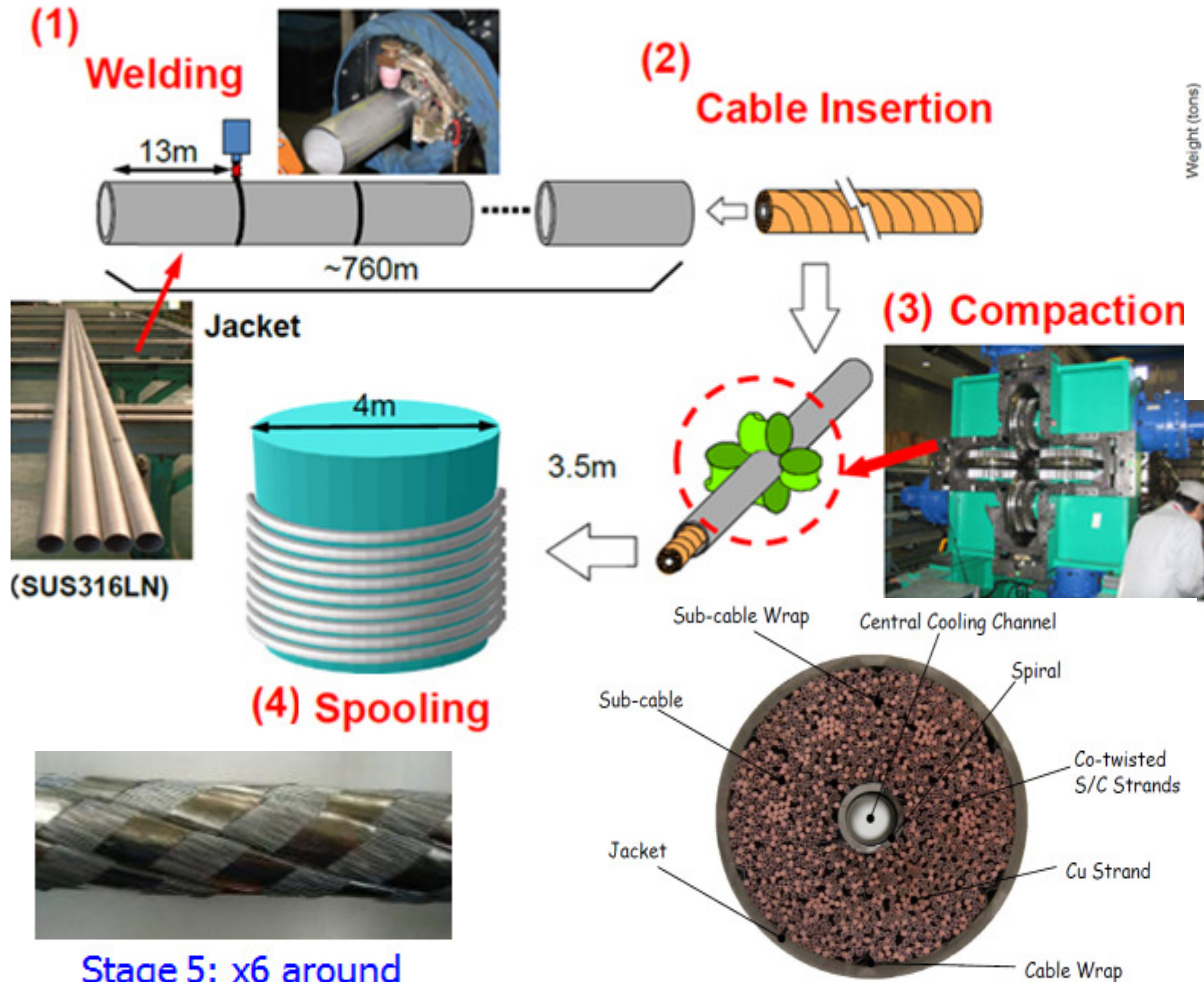 (1)
Welding
(2)
Cable Insertion
Weight (tons)
13m
~760m
Jacket
(3) Compaction
4m
3.5m
(SUS316LN)
(4) Spooling
Sub-cable Wrap
Central Cooling Channel
Spiral
Sub-cable
Co-twisted
S/C Strands
Jacket
Cu Strand
Cable Wrap
Stage 5: x6 around